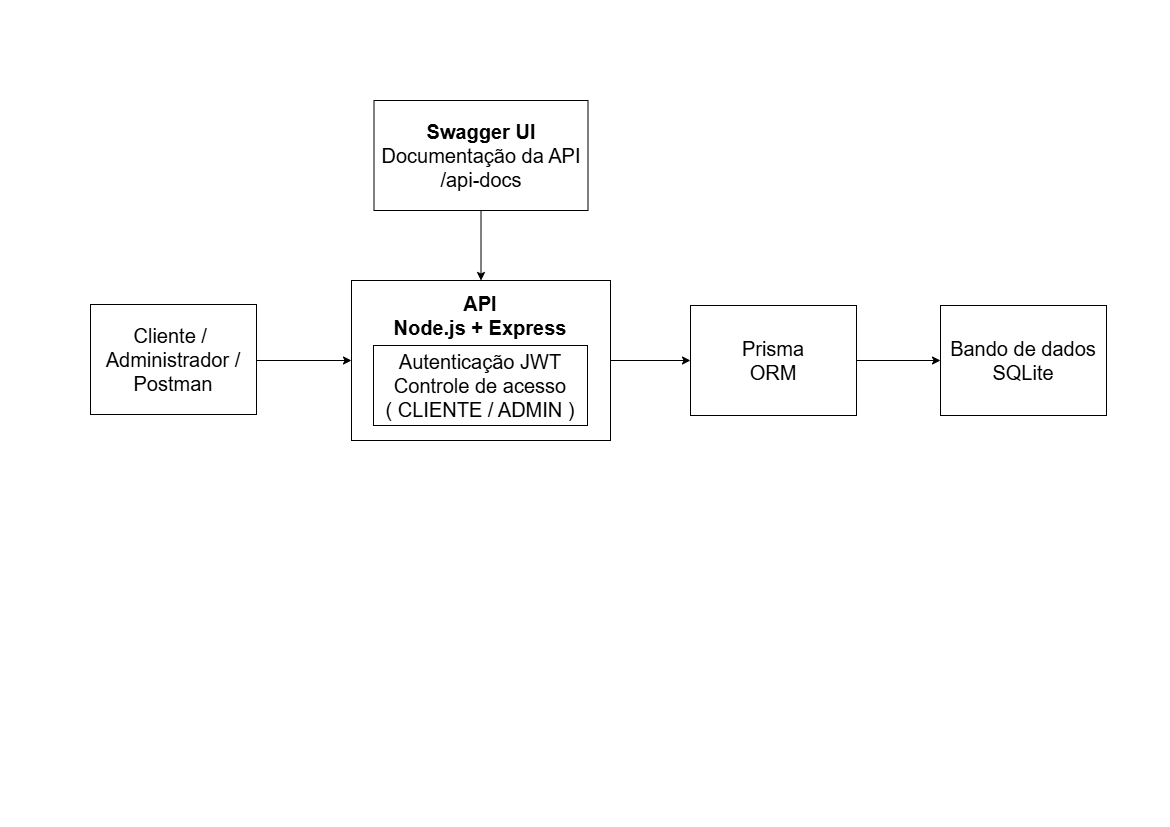 Swagger UI
Documentação da API
/api-docs
Cliente /
Administrador /
Postman
API
Node.js + Express
Autenticação JWT
Controle de acesso
( CLIENTE / ADMIN )
Prisma
ORM
Bando de dados
SQLite